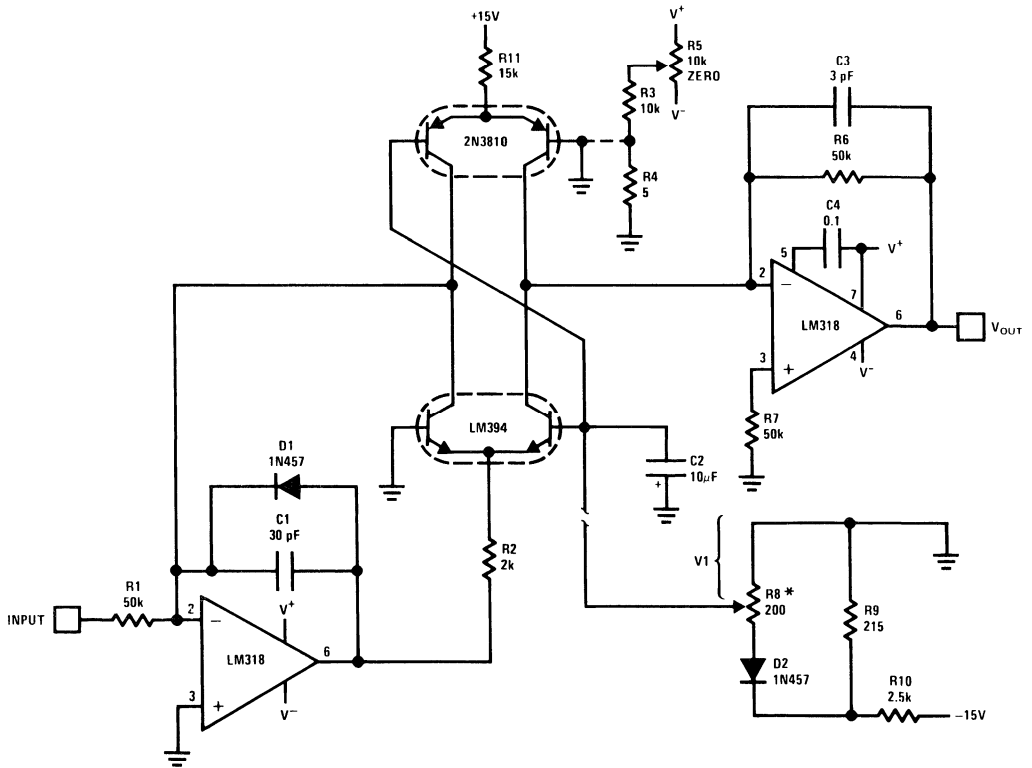 +15V
R11
15k
2N3810
V+
R5
10k
ZERO
V−
R3
10k
R4
5
C3
3 pF
R6
50k
C4
0.1
5
V+
2
−
7
LM318
6
VOUT
3
+
4
V−
R7
50k
LM394
C2
10μF
+
D1
1N457
C1
30 pF
R2
2k
R1
50k
INPUT
2
−
V+
LM318
6
3
+
V−
V1
R8*
200
R9
215
D2
1N457
R10
2.5k
−15V